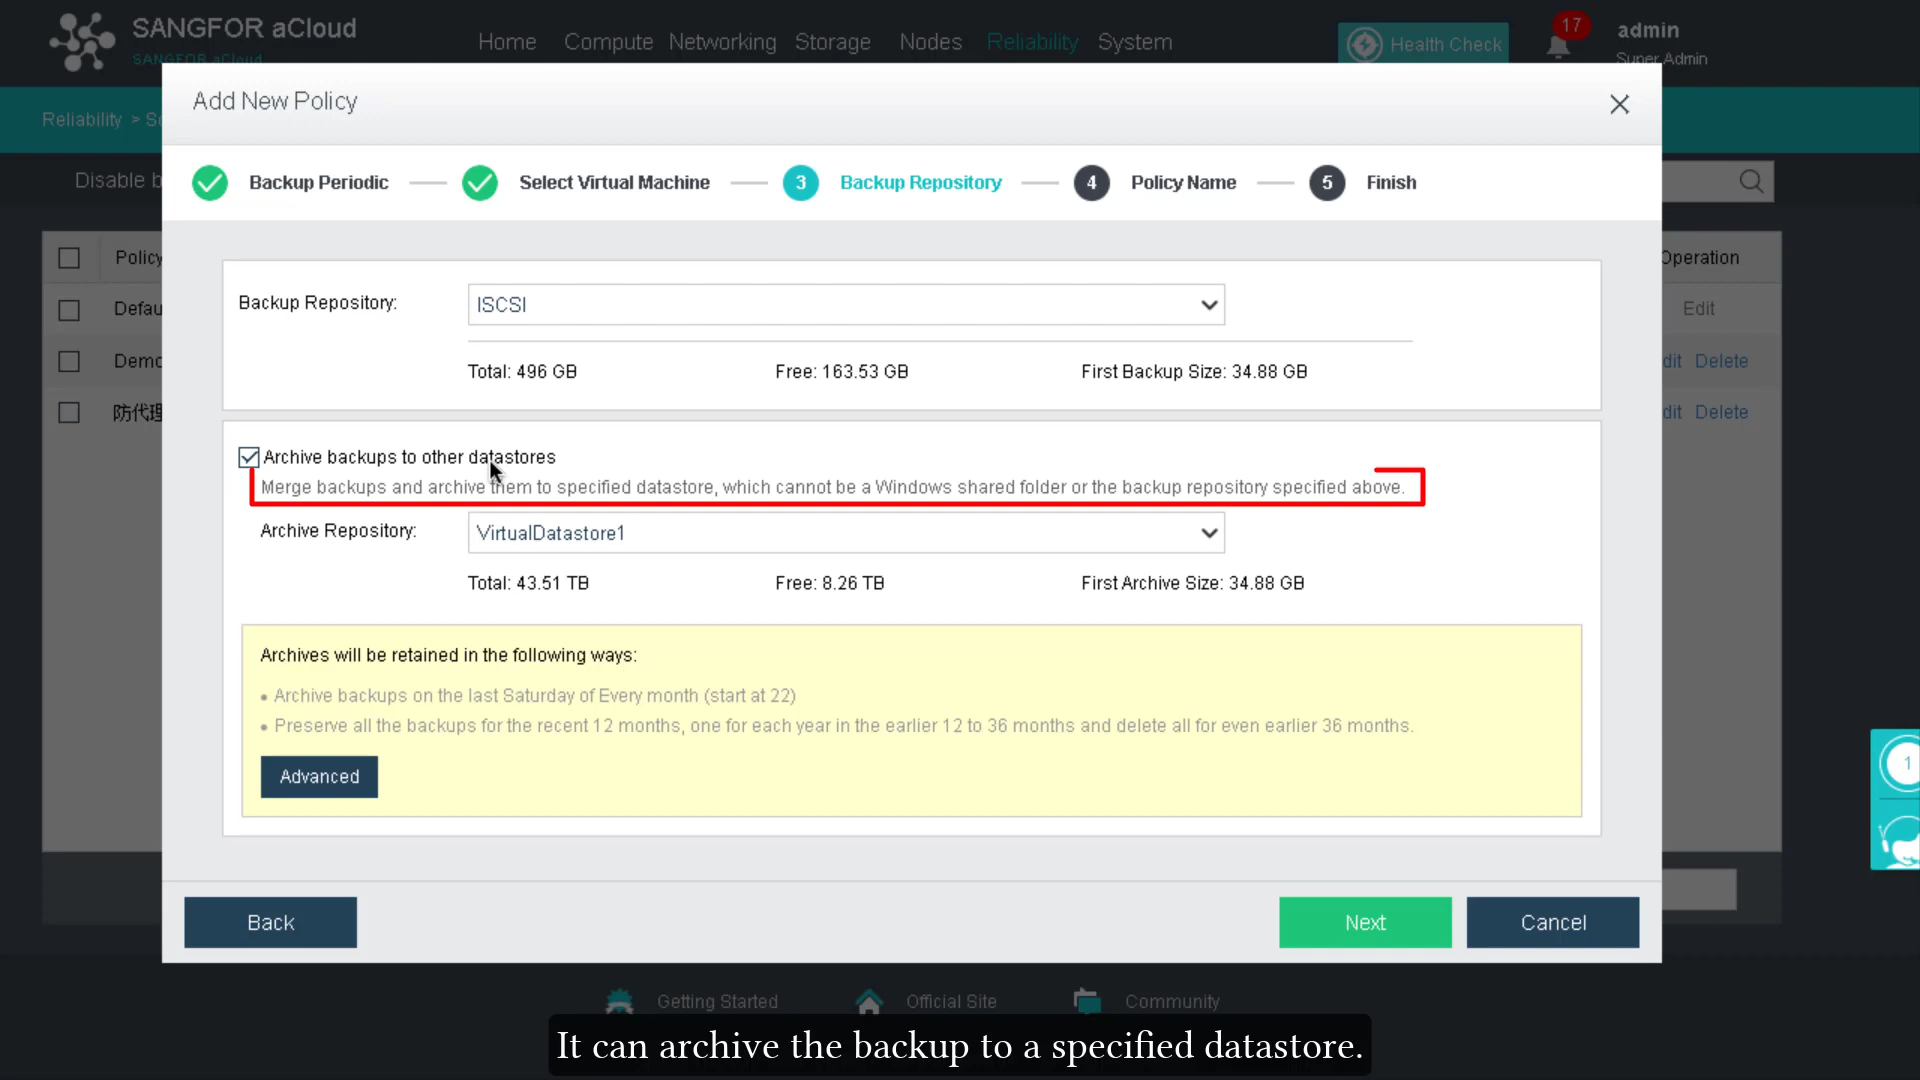 SANGFOR aCloud
SANGFOR aCloud
Home Compute Networking Storage Nodes Reliability System
Health Check
17
admin
Super Admin
Reliability > S
Add New Policy
Disable b
Backup Periodic
Select Virtual Machine
3 Backup Repository
4 Policy Name
5 Finish
Policy
Operation
Backup Repository: ISCSI
Defau
Edit
Demo
dit Delete
Total: 496 GB Free: 163.53 GB First Backup Size: 34.88 GB
防代理
dit Delete
Archive backups to other datastores
Merge backups and archive them to specified datastore, which cannot be a Windows shared folder or the backup repository specified above.
Archive Repository: VirtualDatastore1
Total: 43.51 TB Free: 8.26 TB First Archive Size: 34.88 GB
Archives will be retained in the following ways:
• Archive backups on the last Saturday of Every month (start at 22)
• Preserve all the backups for the recent 12 months, one for each year in the earlier 12 to 36 months and delete all for even earlier 36 months.
Advanced
1
Back
Next
Cancel
Getting Started
Official Site
Community
It can archive the backup to a specified datastore.